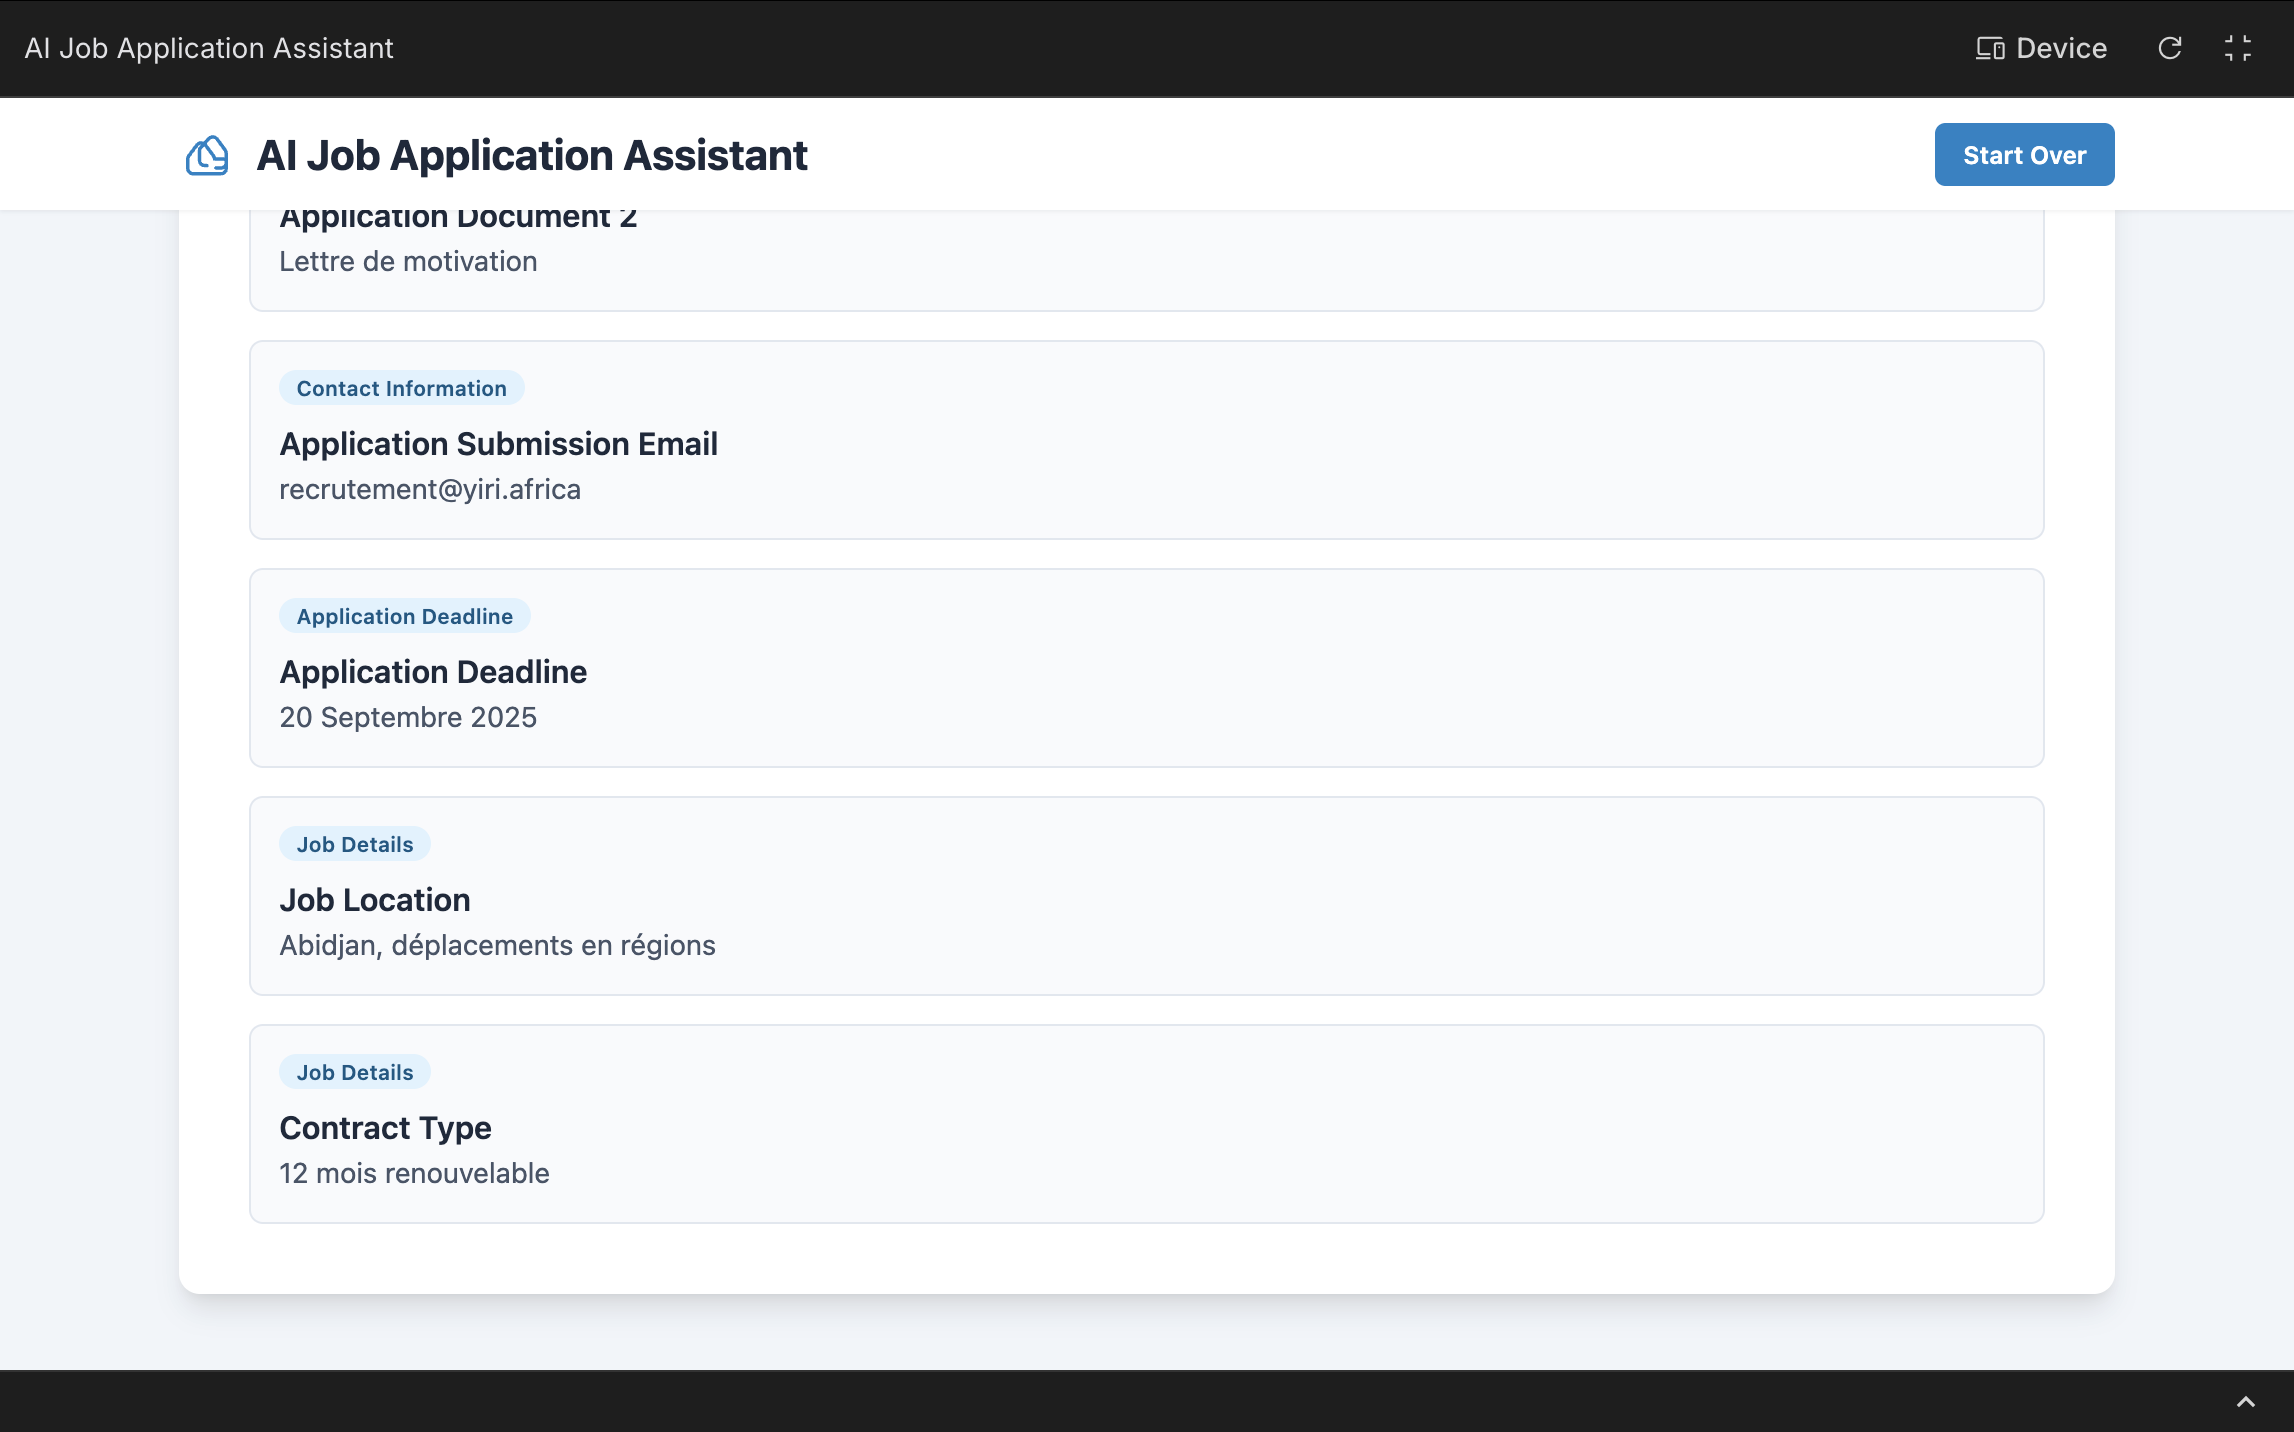 AI Job Application Assistant
Device
AI Job Application Assistant
Start Over
Application Document 2
Lettre de motivation
Contact Information
Application Submission Email
recrutement@yiri.africa
Application Deadline
Application Deadline
20 Septembre 2025
Job Details
Job Location
Abidjan, déplacements en régions
Job Details
Contract Type
12 mois renouvelable